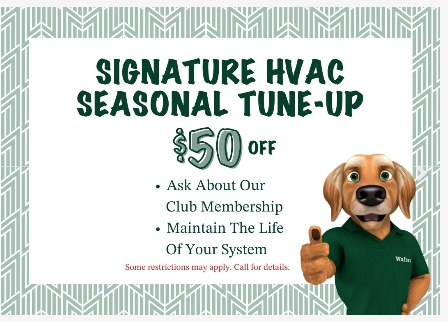 SIGNATURE HVAC
SEASONAL TUNE-UP
$50 OFF
• Ask About Our
Club Membership
• Maintain The Life
Of Your System
Some restrictions may apply. Call for details.
Walter